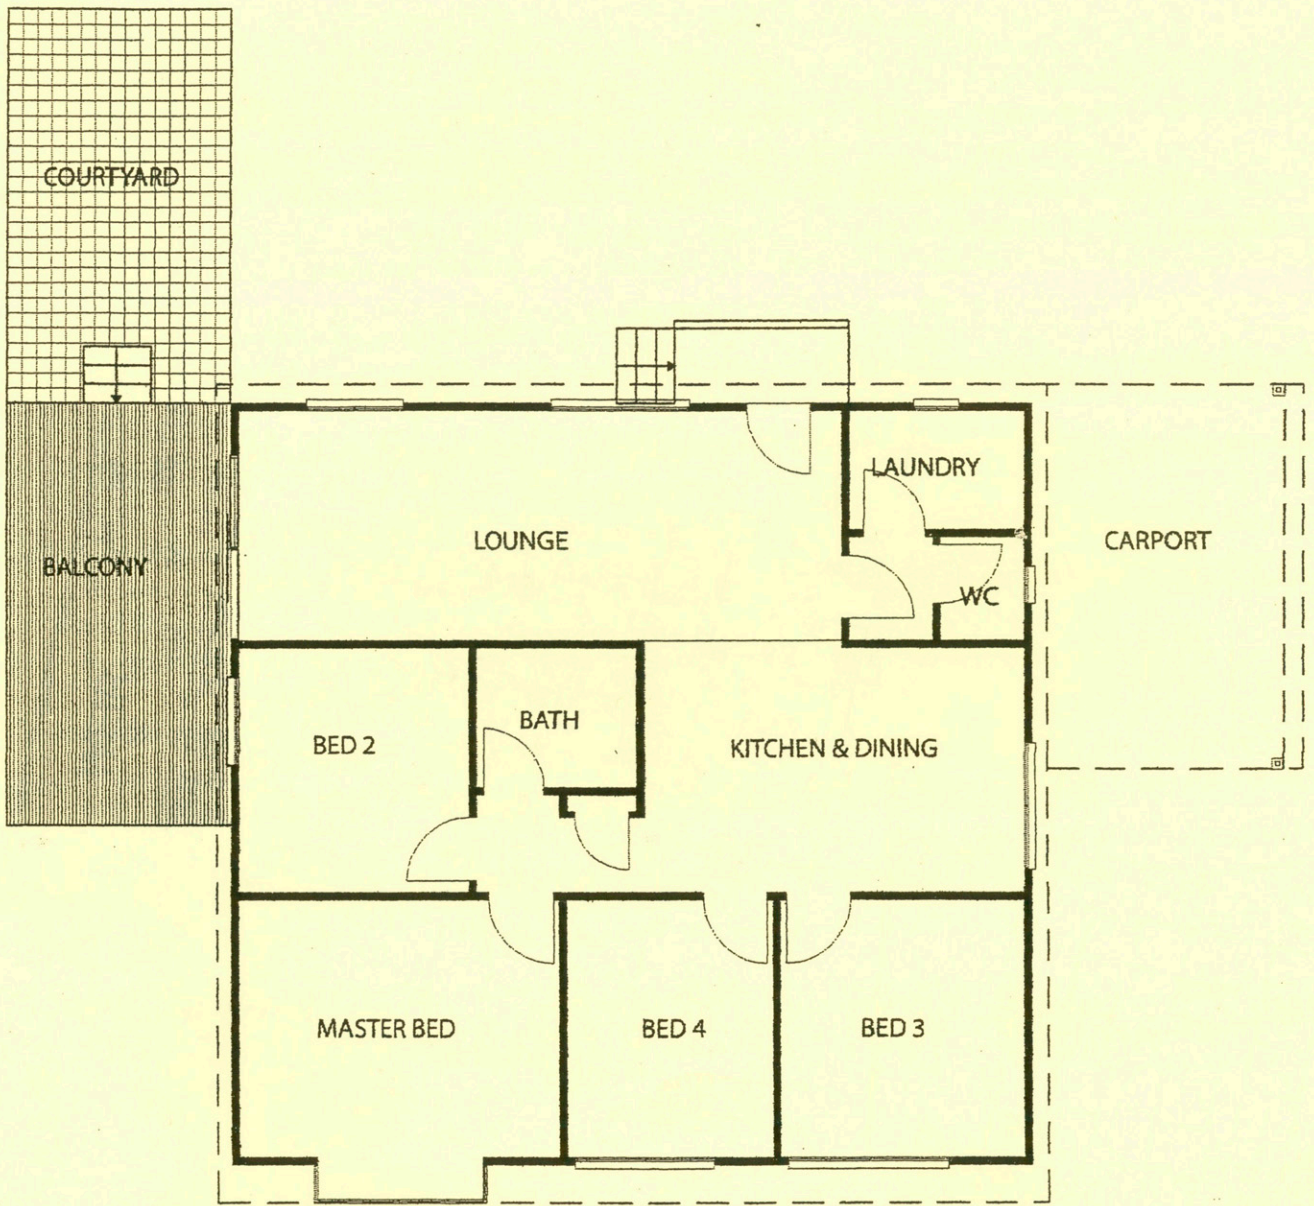 COURTYARD
LAUNDRY
LOUNGE
CARPORT
BALCONY
WC
BATH
BED 2
KITCHEN & DINING
MASTER BED
BED 4
BED 3